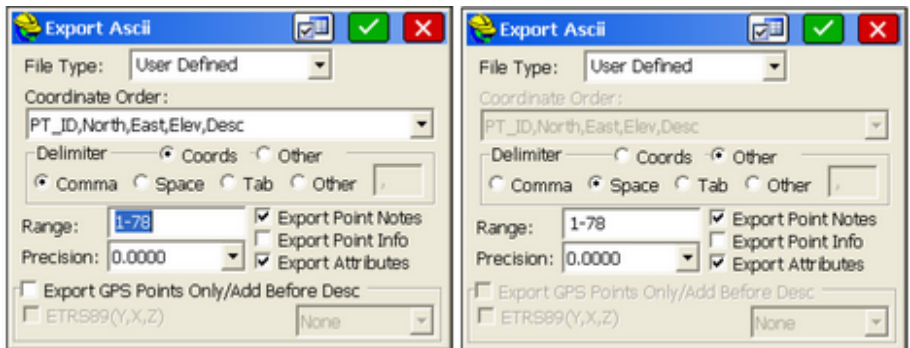 Export Ascii
File Type: User Defined
Coordinate Order:
PT_ID,North,East,Elev,Desc
Delimiter Coords Other
Comma Space Tab Other ,
Range: 1-78 Export Point Notes
Export Point Info
Precision: 0.0000 Export Attributes
Export GPS Points Only/Add Before Desc
ETRS89(Y,X,Z) None
Export Ascii
File Type: User Defined
Coordinate Order:
PT_ID,North,East,Elev,Desc
Delimiter Coords Other
Comma Space Tab Other ,
Range: 1-78 Export Point Notes
Export Point Info
Precision: 0.0000 Export Attributes
Export GPS Points Only/Add Before Desc
ETRS89(Y,X,Z) None